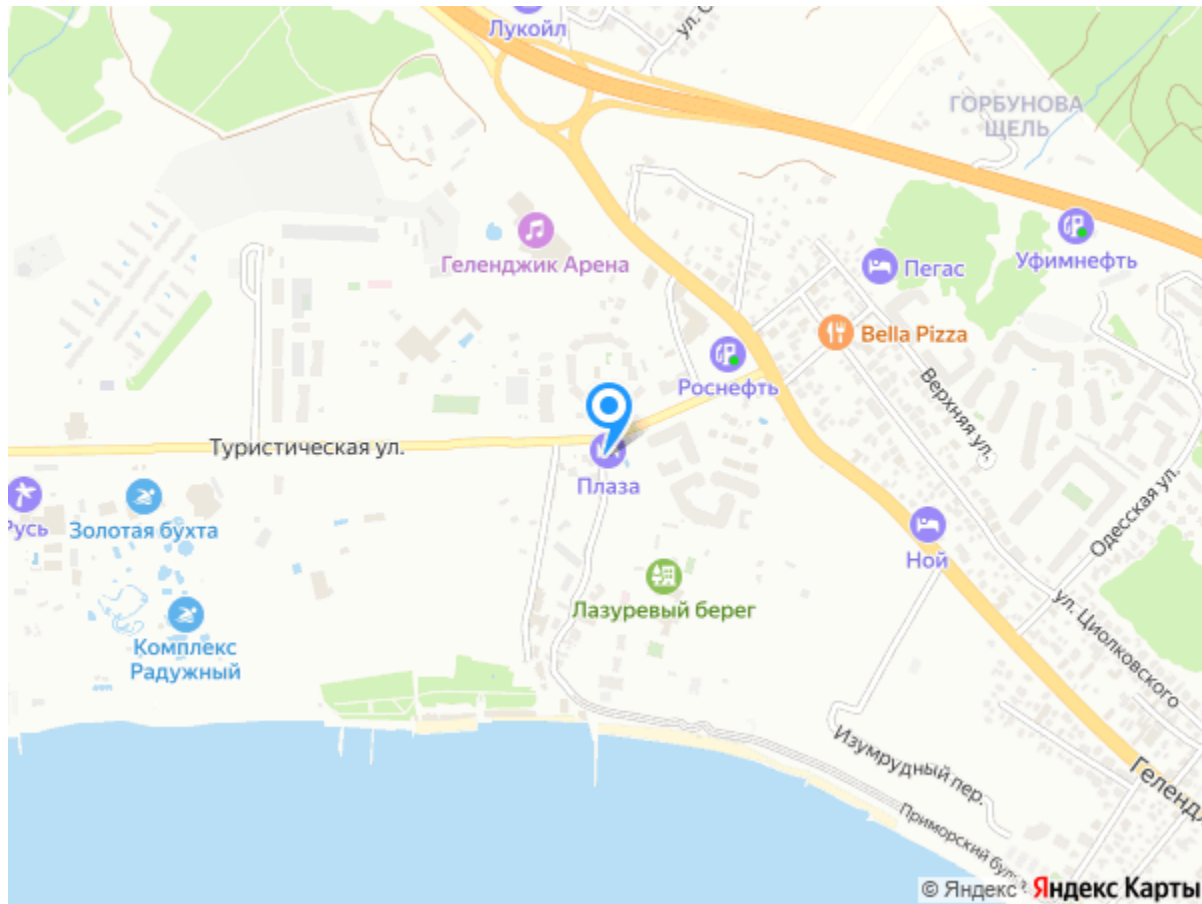 Лукойл
ул. С
ГОРБУНОВА
ЩЕЛЬ
Геленджик Арена
Пегас
Уфимнефть
Bella Pizza
Роснефть
Верхняя ул.
Туристическая ул.
Плаза
Русь
Золотая бухта
Одесская ул.
Ной
Лазуревый берег
ул. Циолковского
Комплекс
Радужный
Изумрудный пер.
Геленд
Приморский бул
© Яндекс
Яндекс Карты